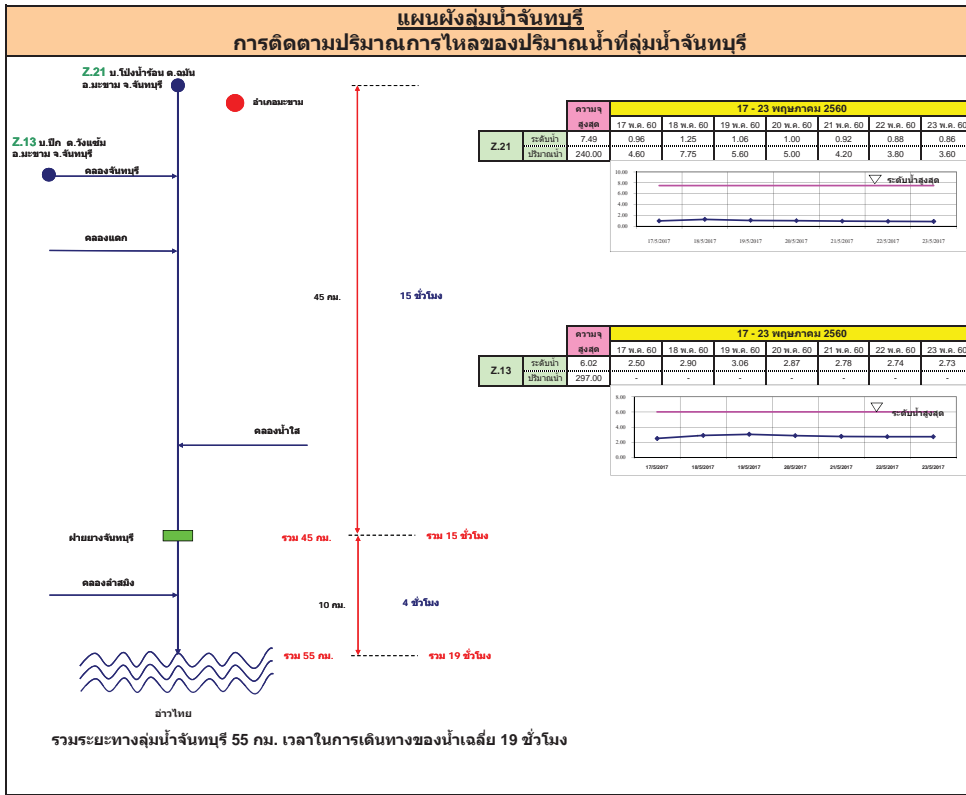 แผนผังลุ่มน้ำจันทบุรี
การติดตามปริมาณการไหลของปริมาณน้ำที่ลุ่มน้ำจันทบุรี
Z.21 บ.โป่งน้ำร้อน ต.ฉมัน
อ.มะขาม จ.จันทบุรี
อำเภอมะขาม
Z.13 บ.ปึก ต.วังแซ้ม
อ.มะขาม จ.จันทบุรี
คลองจันทบุรี
คลองแตก
45 กม. 15 ชั่วโมง
คลองน้ำใส
ฝายยางจันทบุรี รวม 45 กม. รวม 15 ชั่วโมง
คลองลำสมิง
10 กม. 4 ชั่วโมง
รวม 55 กม. รวม 19 ชั่วโมง
อ่าวไทย
รวมระยะทางลุ่มน้ำจันทบุรี 55 กม. เวลาในการเดินทางของน้ำเฉลี่ย 19 ชั่วโมง
ความจุ 17 - 23 พฤษภาคม 2560
สูงสุด 17 พ.ค. 60 18 พ.ค. 60 19 พ.ค. 60 20 พ.ค. 60 21 พ.ค. 60 22 พ.ค. 60 23 พ.ค. 60
Z.21 ระดับน้ำ 7.49 0.96 1.25 1.06 1.00 0.92 0.88 0.86
ปริมาณน้ำ 240.00 4.60 7.75 5.60 5.00 4.20 3.80 3.60
10.00
8.00
6.00
4.00
2.00
0.00
ระดับน้ำสูงสุด
17/5/2017 18/5/2017 19/5/2017 20/5/2017 21/5/2017 22/5/2017 23/5/2017
ความจุ 17 - 23 พฤษภาคม 2560
สูงสุด 17 พ.ค. 60 18 พ.ค. 60 19 พ.ค. 60 20 พ.ค. 60 21 พ.ค. 60 22 พ.ค. 60 23 พ.ค. 60
Z.13 ระดับน้ำ 6.02 2.50 2.90 3.06 2.87 2.78 2.74 2.73
ปริมาณน้ำ 297.00 - - - - - - -
8.00
6.00
4.00
2.00
0.00
ระดับน้ำสูงสุด
17/5/2017 18/5/2017 19/5/2017 20/5/2017 21/5/2017 22/5/2017 23/5/2017